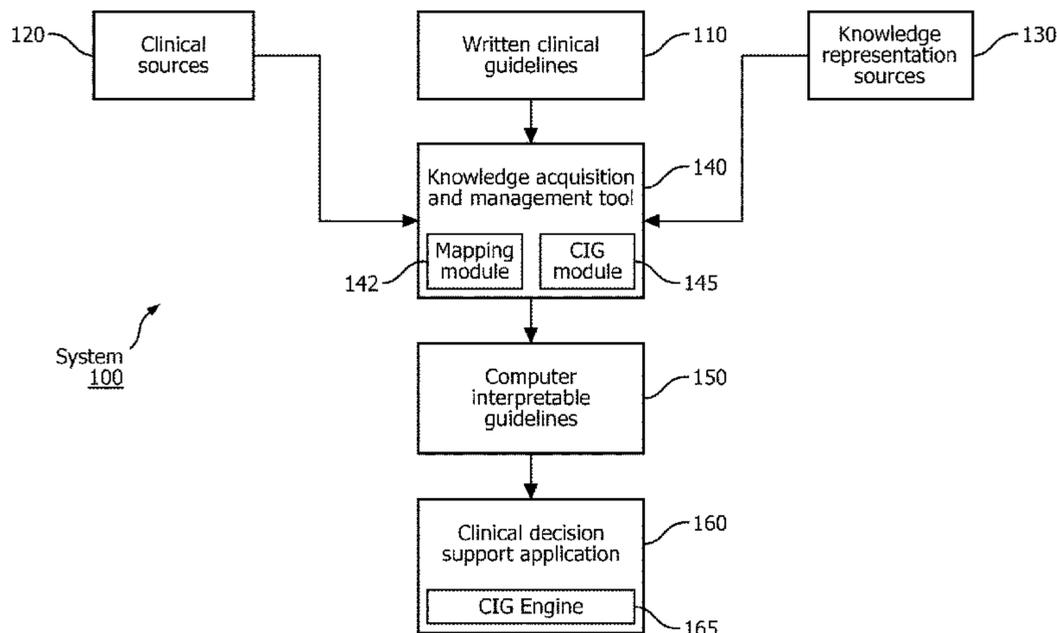 120
Clinical
sources
Written clinical
guidelines
110
Knowledge
representation
sources
130
Knowledge acquisition
and management tool
140
Mapping
module
142
CIG
module
145
System
100
Computer
interpretable
guidelines
150
Clinical decision
support application
160
CIG Engine
165